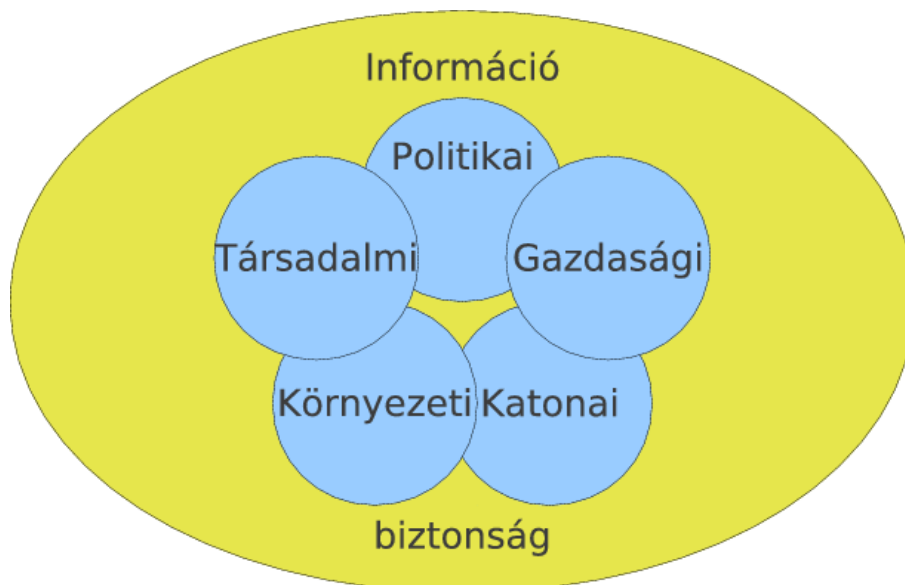 Információ
Politikai
Társadalmi
Gazdasági
Környezeti
Katonai
biztonság